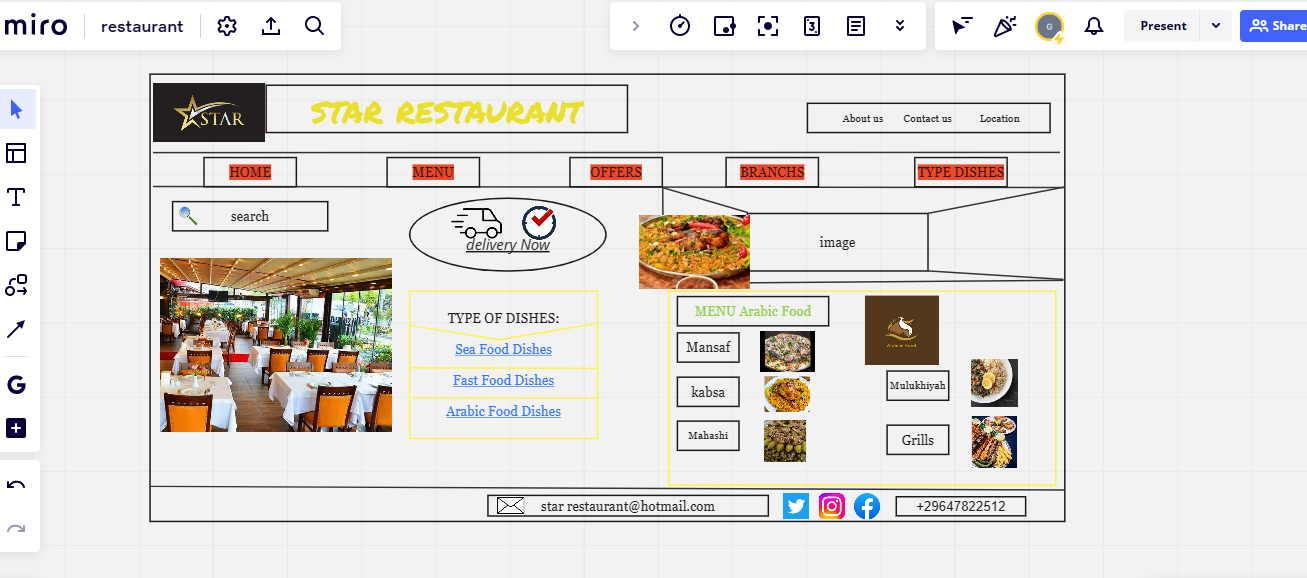 miro
restaurant
3
G
Present
Share
STAR
STAR RESTAURANT
About us
Contact us
Location
HOME
MENU
OFFERS
BRANCHS
TYPE DISHES
search
delivery Now
image
TYPE OF DISHES:
Sea Food Dishes
Fast Food Dishes
Arabic Food Dishes
MENU Arabic Food
Arabian Food
Mansaf
kabsa
Mulukhiyah
Mahashi
Grills
star restaurant@hotmail.com
+29647822512